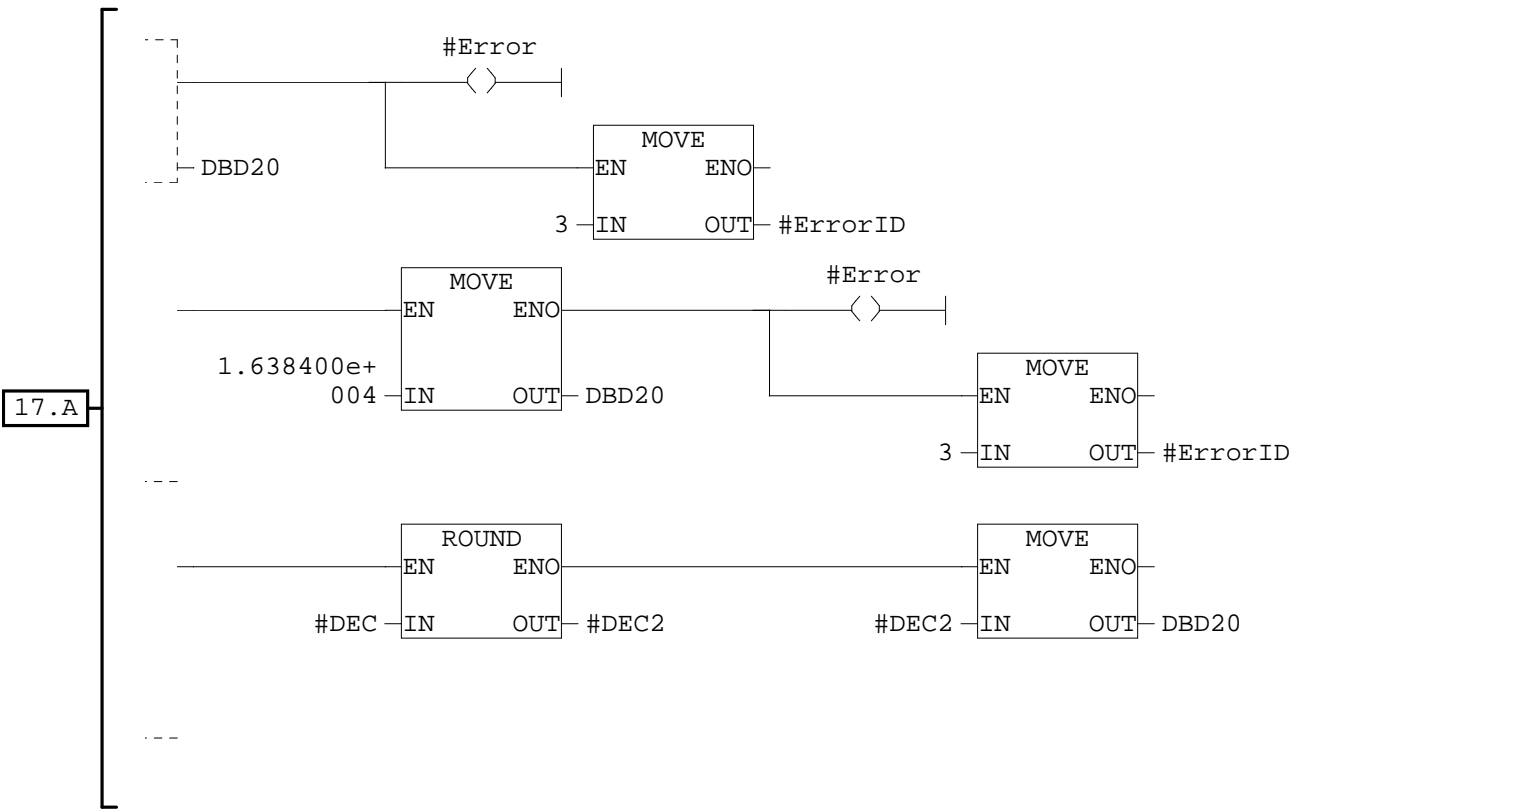 #Error
MOVE
DBD20
EN ENO
3 IN OUT #ErrorID
MOVE
#Error
EN ENO
1.638400e+
MOVE
004 IN OUT DBD20
EN ENO
17.A
3 IN OUT #ErrorID
ROUND MOVE
EN ENO EN ENO
#DEC IN OUT #DEC2 #DEC2 IN OUT DBD20